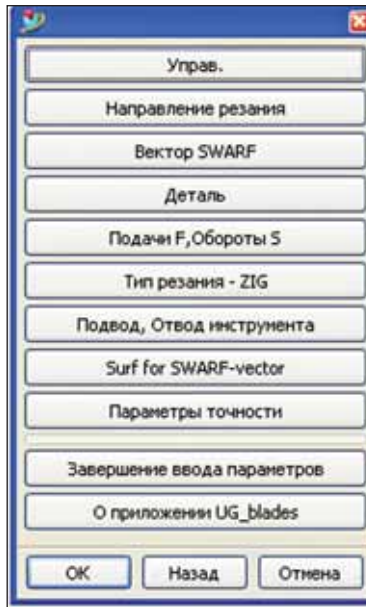 Управ.
Направление резания
Вектор SWARF
Деталь
Подачи F,Обороты S
Тип резания - ZIG
Подвод, Отвод инструмента
Surf for SWARF-vector
Параметры точности
Завершение ввода параметров
О приложении UG_blades
OK Назад Отмена